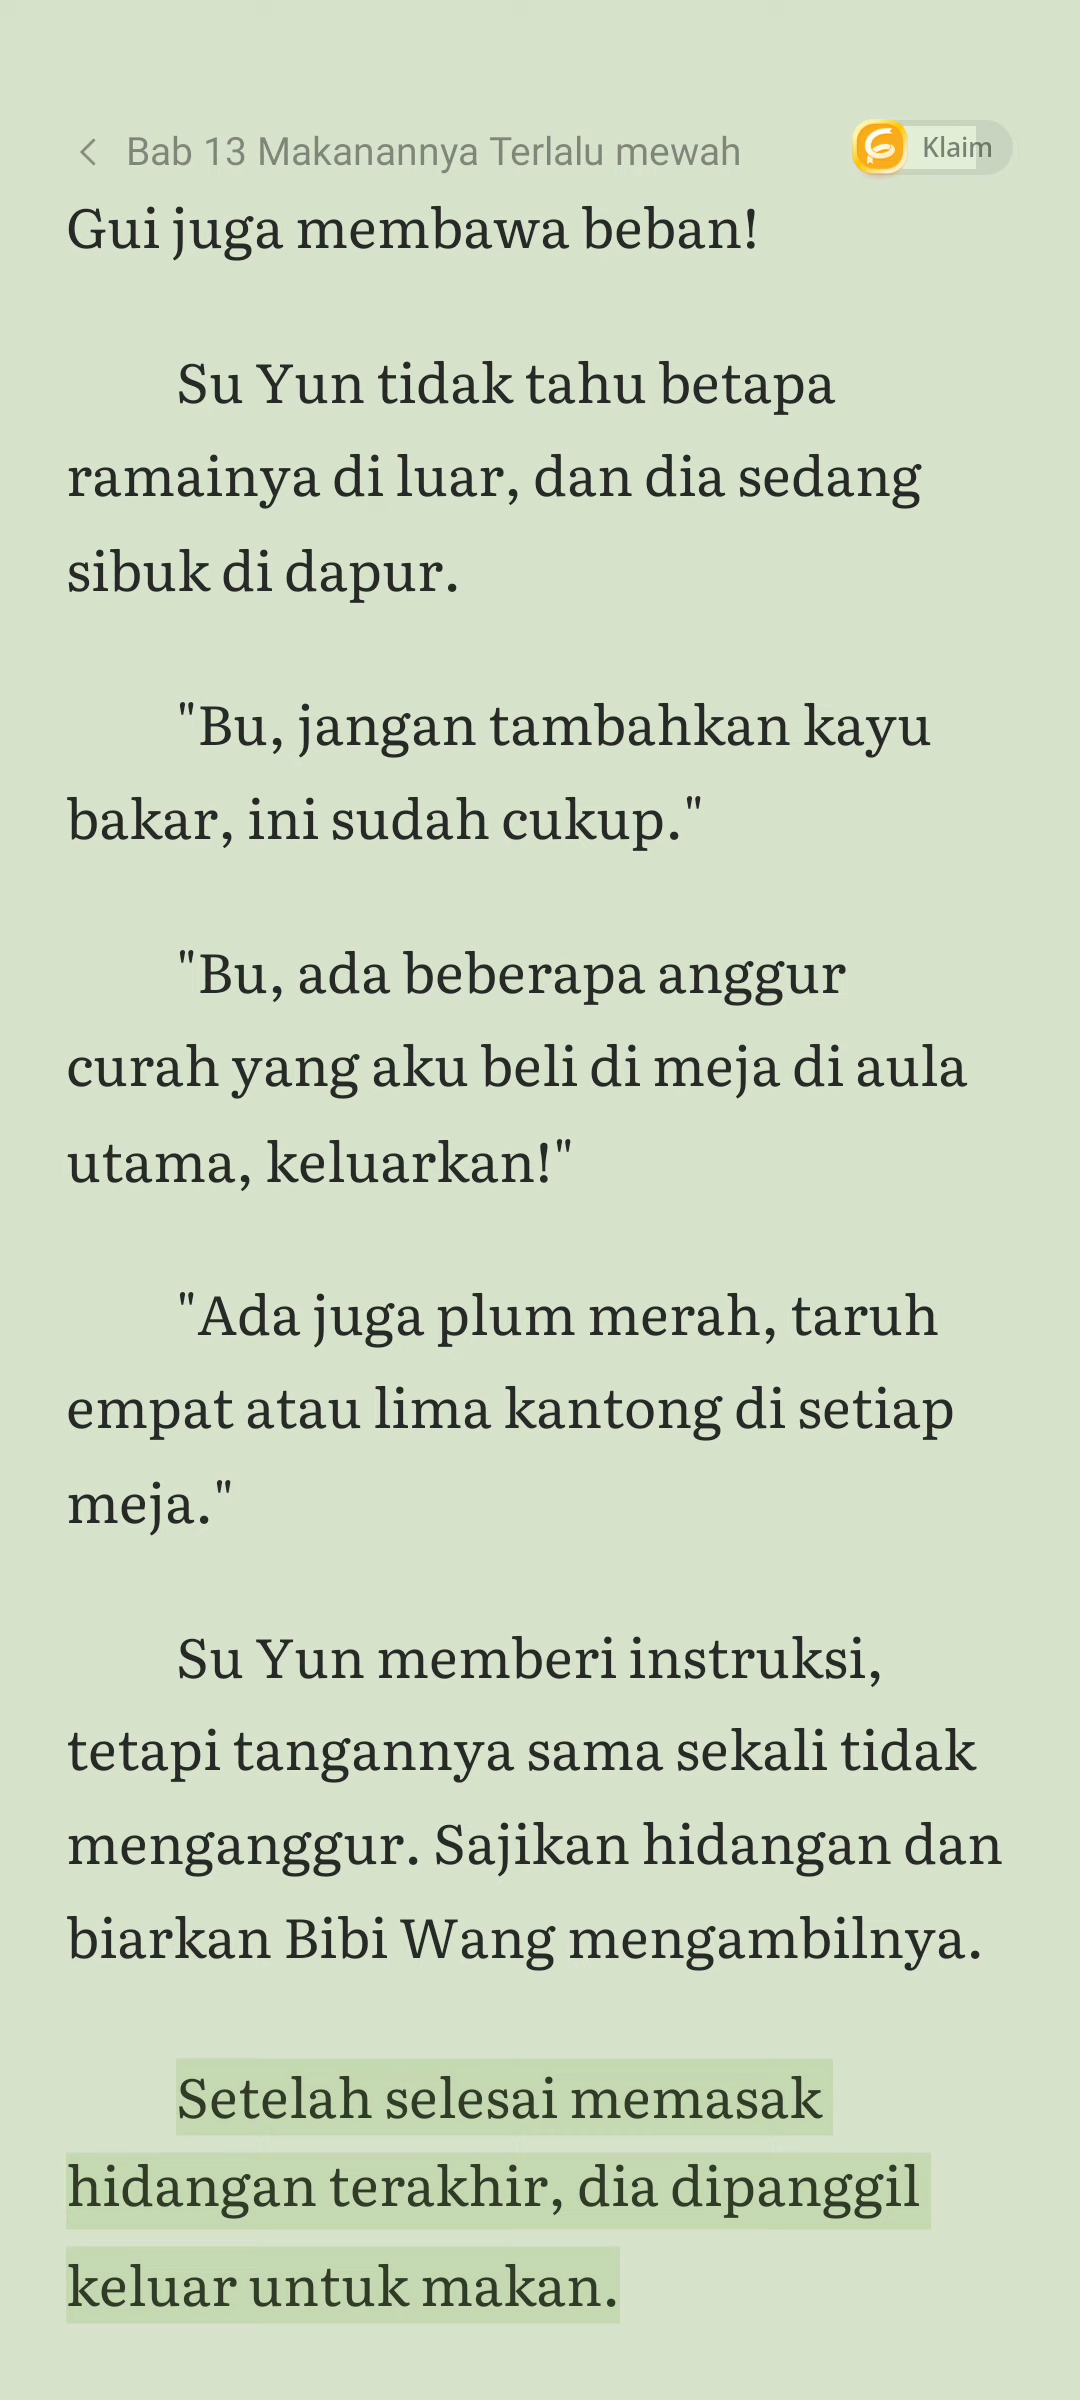 Bab 13 Makanannya Terlalu mewah
Klaim
Gui juga membawa beban!
Su Yun tidak tahu betapa
ramainya di luar, dan dia sedang
sibuk di dapur.
"Bu, jangan tambahkan kayu
bakar, ini sudah cukup."
"Bu, ada beberapa anggur
curah yang aku beli di meja di aula
utama, keluarkan!"
"Ada juga plum merah, taruh
empat atau lima kantong di setiap
meja."
Su Yun memberi instruksi,
tetapi tangannya sama sekali tidak
menganggur. Sajikan hidangan dan
biarkan Bibi Wang mengambilnya.
Setelah selesai memasak
hidangan terakhir, dia dipanggil
keluar untuk makan.